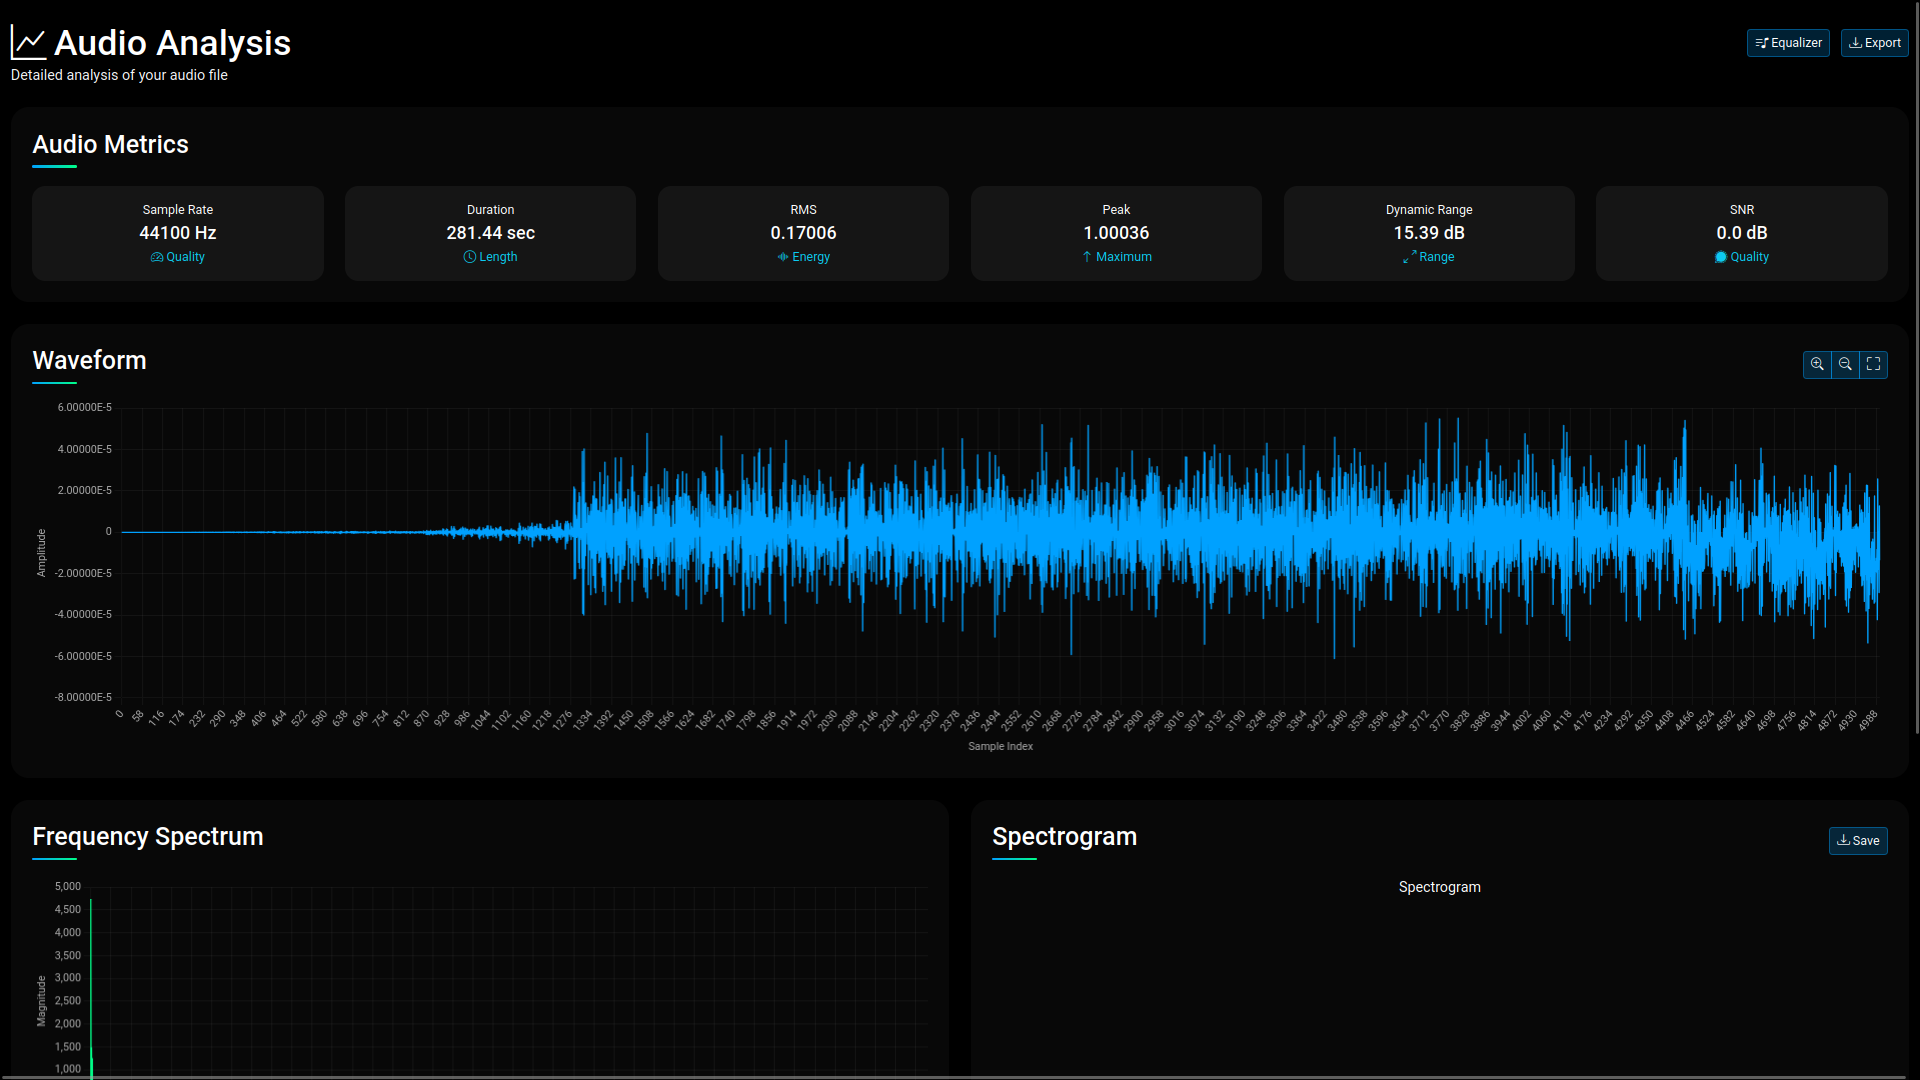 Audio Analysis
Detailed analysis of your audio file
Equalizer
Export
Audio Metrics
Sample Rate
44100 Hz
Quality
Duration
281.44 sec
Length
RMS
0.17006
Energy
Peak
1.00036
Maximum
Dynamic Range
15.39 dB
Range
SNR
0.0 dB
Quality
Waveform
6.00000E-5
4.00000E-5
2.00000E-5
0
-2.00000E-5
-4.00000E-5
-6.00000E-5
-8.00000E-5
Amplitude
0 58 116 174 232 290 348 406 464 522 580 638 696 754 812 870 928 986 1044 1102 1160 1218 1276 1334 1392 1450 1508 1566 1624 1682 1740 1798 1856 1914 1972 2030 2088 2146 2204 2262 2320 2378 2436 2494 2552 2610 2668 2726 2784 2842 2900 2958 3016 3074 3132 3190 3248 3306 3364 3422 3480 3538 3596 3654 3712 3770 3828 3886 3944 4002 4060 4118 4176 4234 4292 4350 4408 4466 4524 4582 4640 4698 4756 4814 4872 4930 4988
Sample Index
Frequency Spectrum
5,000
4,500
4,000
3,500
3,000
2,500
2,000
1,500
1,000
Magnitude
Spectrogram
Save
Spectrogram